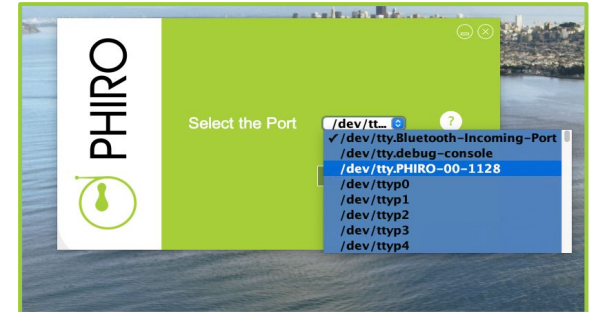 PHIRO
Select the Port
/dev/tt...
?
✓/dev/tty.Bluetooth-Incoming-Port
/dev/tty.debug-console
/dev/tty.PHIRO-00-1128
/dev/ttyp0
/dev/ttyp1
/dev/ttyp2
/dev/ttyp3
/dev/ttyp4